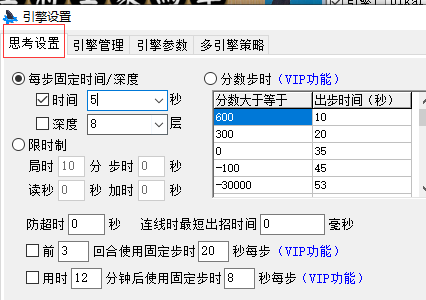 引擎设置
思考设置 引擎管理 引擎参数 多引擎策略
每步固定时间/深度 分数步时（VIP功能）
时间 5 秒 分数大于等于 出步时间（秒）
深度 8 层 600 10
限时制 300 20
局时 10 分 步时 0 秒 0 35
读秒 0 秒 加时 0 秒 -100 45
-30000 53
防超时 0 秒 连线时最短出招时间 0 毫秒
前 3 回合使用固定步时 20 秒每步（VIP功能）
用时 12 分钟后使用固定步时 8 秒每步（VIP功能）